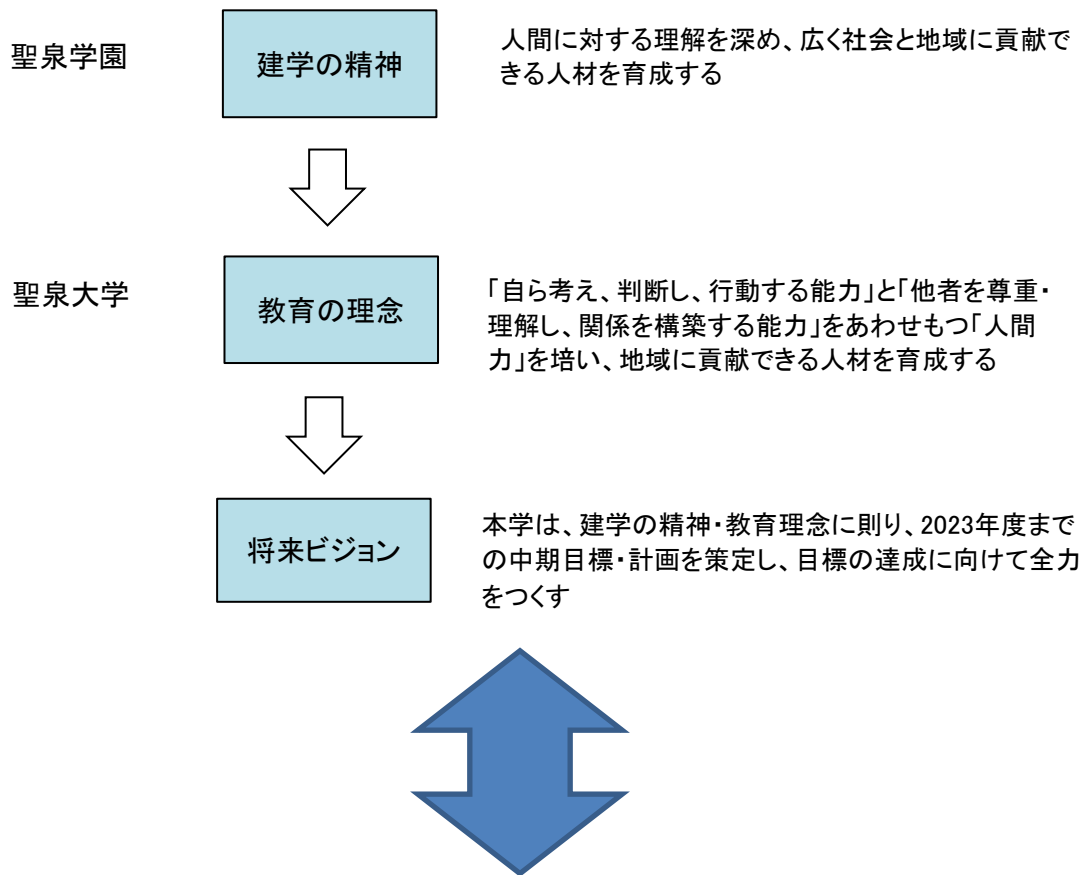 聖泉学園
建学の精神
人間に対する理解を深め、広く社会と地域に貢献で
きる人材を育成する
聖泉大学
教育の理念
「自ら考え、判断し、行動する能力」と「他者を尊重・
理解し、関係を構築する能力」をあわせもつ「人間
力」を培い、地域に貢献できる人材を育成する
将来ビジョン
本学は、建学の精神・教育理念に則り、2023年度まで
の中期目標・計画を策定し、目標の達成に向けて全力
をつくす